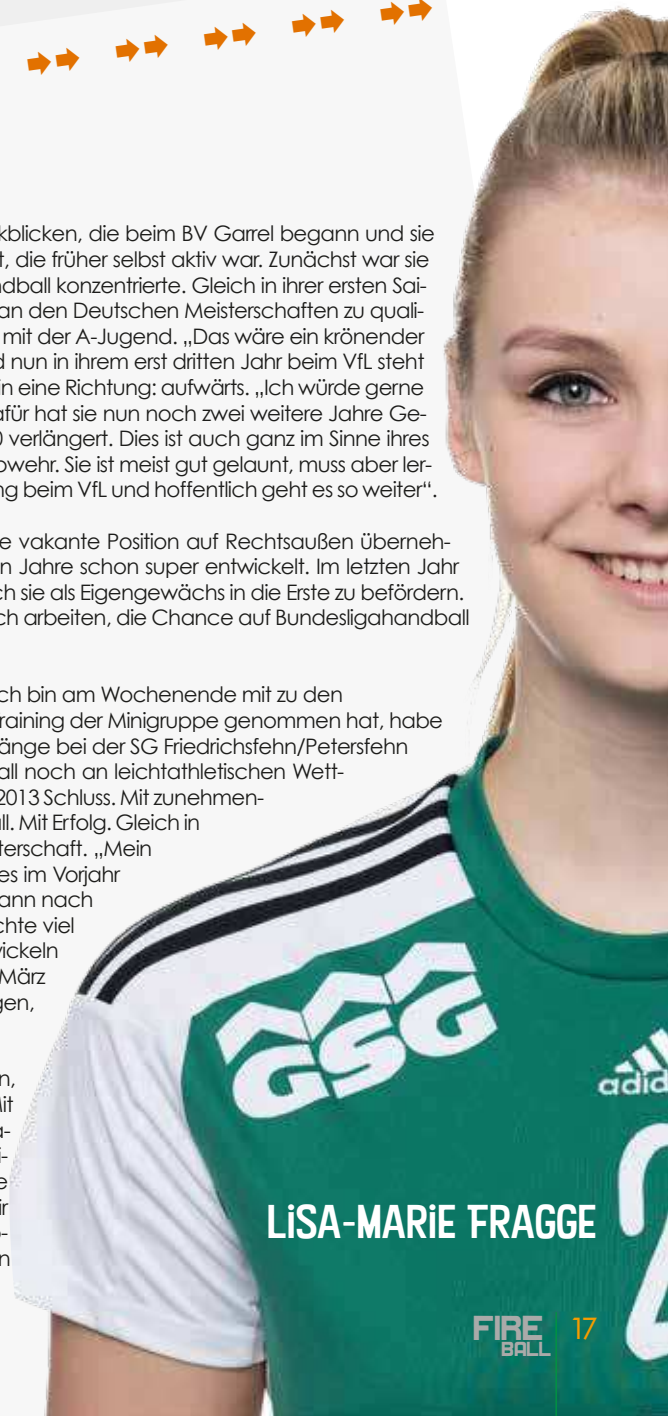 kblicken, die beim BV Garrel begann und sie
t, die früher selbst aktiv war. Zunächst war sie
ndball konzentrierte. Gleich in ihrer ersten Sai-
an den Deutschen Meisterschaften zu quali-
mit der A-Jugend. „Das wäre ein krönender
d nun in ihrem erst dritten Jahr beim VfL steht
in eine Richtung: aufwärts. „Ich würde gerne
afür hat sie nun noch zwei weitere Jahre Ge-
0 verlängert. Dies ist auch ganz im Sinne ihres
bwehr. Sie ist meist gut gelaunt, muss aber ler-
ng beim VfL und hoffentlich geht es so weiter“.
e vakante Position auf Rechtsaußen überneh-
n Jahre schon super entwickelt. Im letzten Jahr
ch sie als Eigengewächs in die Erste zu befördern.
ch arbeiten, die Chance auf Bundesligahandball
ch bin am Wochenende mit zu den
raining der Minigruppe genommen hat, habe
änge bei der SG Friedrichsfehn/Petersfehn
all noch an leichtathletischen Wett-
2013 Schluss. Mit zunehmen-
ll. Mit Erfolg. Gleich in
terschaft. „Mein
es im Vorjahr
ann nach
chte viel
vickeln
März
gen,
n,
Mit
a-
i-
e
ir
o-
n
GSG
adid
2
LiSA-MARiE FRAGGE
FIRE
BALL
17